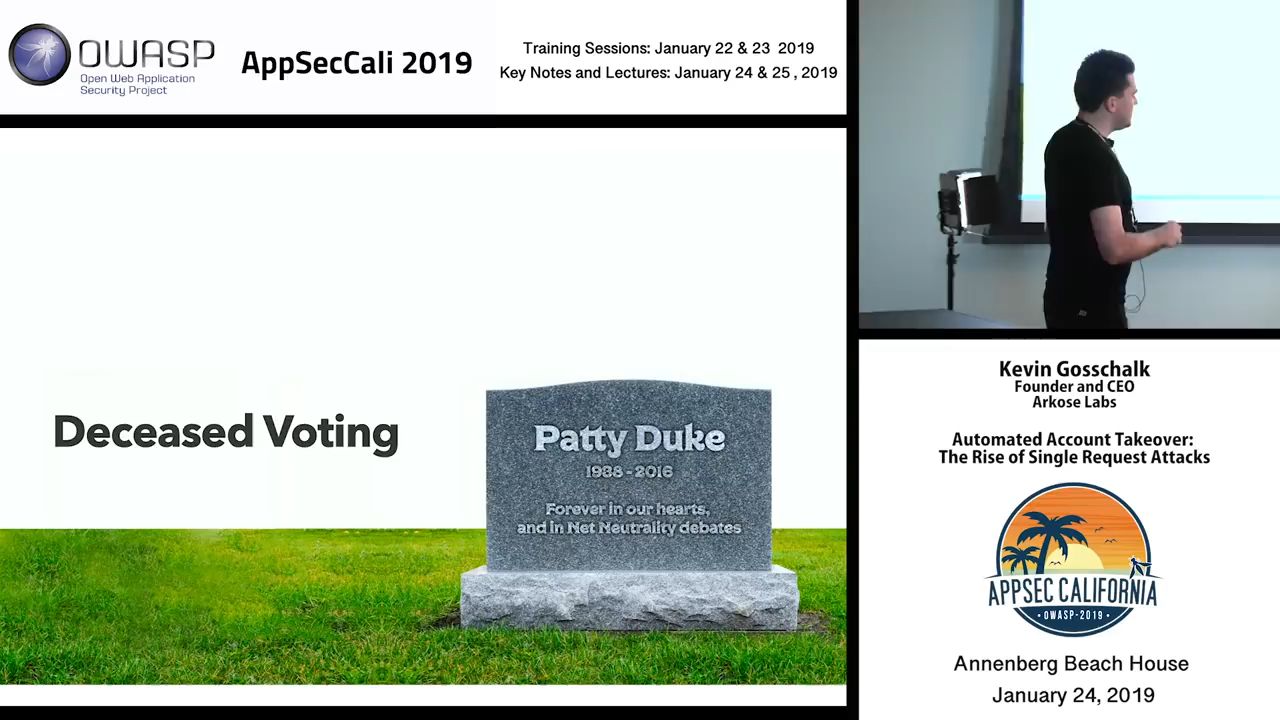 OWASP
Open Web Application
Security Project
AppSecCali 2019
Training Sessions: January 22 & 23 2019
Key Notes and Lectures: January 24 & 25 , 2019
Deceased Voting
Patty Duke
1938 - 2016
Forever in our hearts,
and in Net Neutrality debates
Kevin Gosschalk
Founder and CEO
Arkose Labs
Automated Account Takeover:
The Rise of Single Request Attacks
APPSEC CALIFORNIA
• OWASP-2019 •
Annenberg Beach House
January 24, 2019